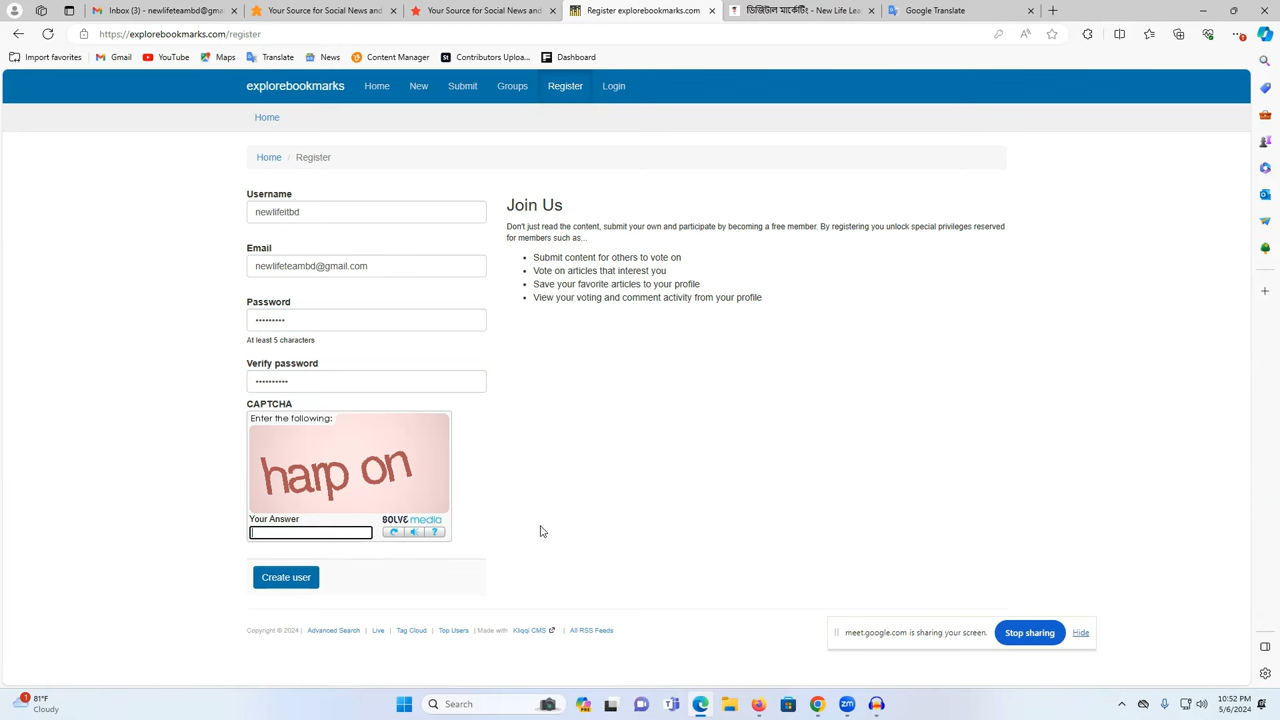 Inbox - newlifeteambd@gmail.co
Home - Source for Social News and
Home - Source for Social News and
Register explorebookmarks.com
ডিজিটাল মার্কেটিং - New Life Lea
Google Translate
https://explorebookmarks.com/register
Import favorites
Gmail
YouTube
Maps
Translate
News
Content Manager
Contributors Uploa...
Dashboard
explorebookmarks
Home
New
Submit
Groups
Register
Login
Home
Home / Register
Username
newlifeitbd
Email
newlifeteambd@gmail.com
Password
At least 5 characters
Verify password
CAPTCHA
Enter the following:
harp on
Your Answer
SOLVE media
Create user
Join Us
Don't just read the content, submit your own and participate by becoming a free member. By registering you unlock special privileges reserved
for members such as...
Submit content for others to vote on
Vote on articles that interest you
Save your favorite articles to your profile
View your voting and comment activity from your profile
Copyright © 2024 | Advanced Search | Live | Tag Cloud | Top Users | Made with Kliqqi CMS | All RSS Feeds
meet.google.com is sharing your screen.
Stop sharing
Hide
1
81°F
Cloudy
Search
10:52 PM
5/6/2024